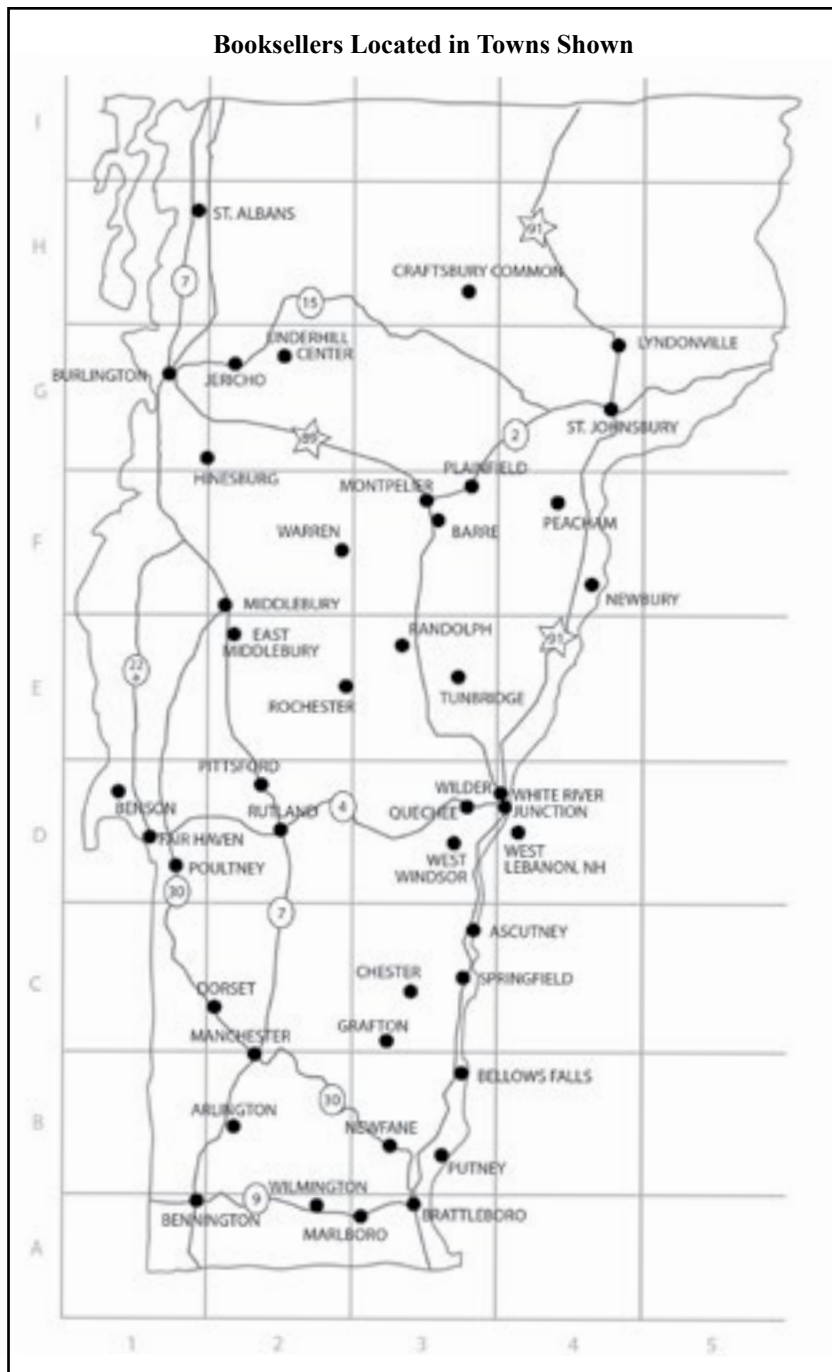 Booksellers Located in Towns Shown
I
ST. ALBANS
91
H
CRAFTSBURY COMMON
7
15
UNDERHILL
CENTER
LYNDONVILLE
BURLINGTON
JERICHO
G
ST. JOHNSBURY
2
89
PLAINFIELD
HINESBURG
MONTPELIER
PEACHAM
WARREN
BARRE
F
NEWBURY
MIDDLEBURY
RANDOLPH
EAST
MIDDLEBURY
91
22
E
TUNBRIDGE
ROCHESTER
PITTSFORD
WILDER
WHITE RIVER
JUNCTION
BENSON
RUTLAND
4
QUECHEE
D
FAIR HAVEN
WEST
WINDSOR
WEST
LEBANON, NH
POULTNEY
30
7
ASCUTNEY
CHESTER
SPRINGFIELD
C
DORSET
GRAFTON
MANCHESTER
BELLOWS FALLS
30
ARLINGTON
B
NEWFANE
PUTNEY
WILMINGTON
9
BENNINGTON
BRATTLEBORO
MARLBORO
A
1
2
3
4
5